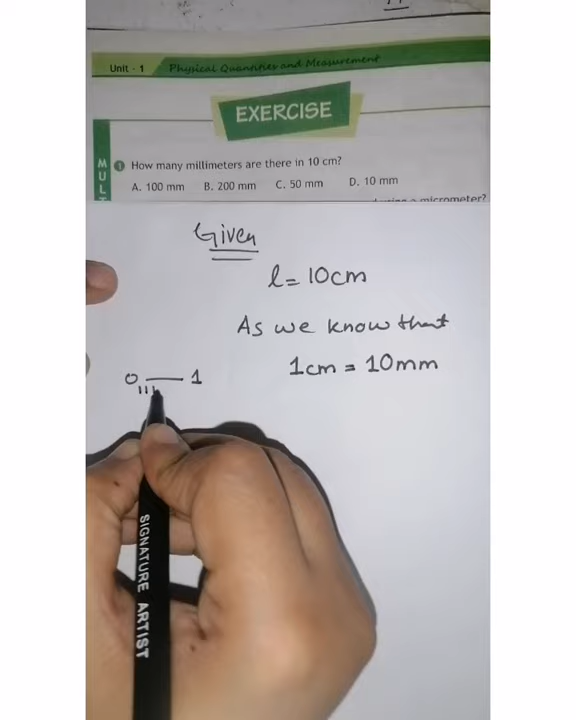 Unit - 1 Physical Quantities and Measurement
EXERCISE
MULT
1 How many millimeters are there in 10 cm?
A. 100 mm B. 200 mm C. 50 mm D. 10 mm
a micrometer?
Given
l = 10cm
As we know that
1cm = 10mm
0 1
SIGNATURE ARTIST